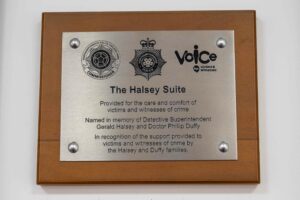 Voice
The Halsey Suite
Provided for the care and comfort of
victims and witnesses of crime
Named in memory of Detective Superintendent
Gerald Halsey and Doctor Phillip Duffy
in recognition of the support provided to
victims and witnesses of crime by
the Halsey and Duffy families.